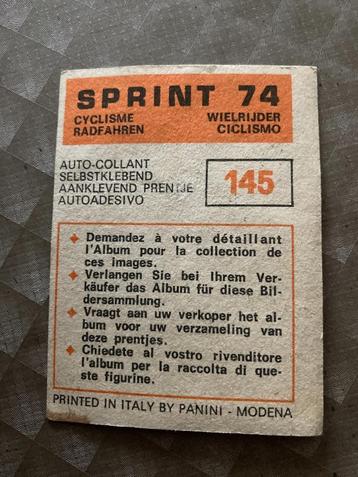 SPRINT 74
CYCLISME WIELRIJDER
RADFAHREN CICLISMO
AUTO-COLLANT
SELBSTKLEBEND
AANKLEVEND PRENTJE
AUTOADESIVO
145
Demandez à votre détaillant
l'Album pour la collection de
ces images.
Verlangen Sie bei Ihrem Ver-
käufer das Album für diese Bil-
dersammlung.
Vraagt aan uw verkoper het al-
bum voor uw verzameling van
deze prentjes.
Chiedete al vostro rivenditore
l'album per la raccolta di que-
ste figurine.
PRINTED IN ITALY BY PANINI - MODENA